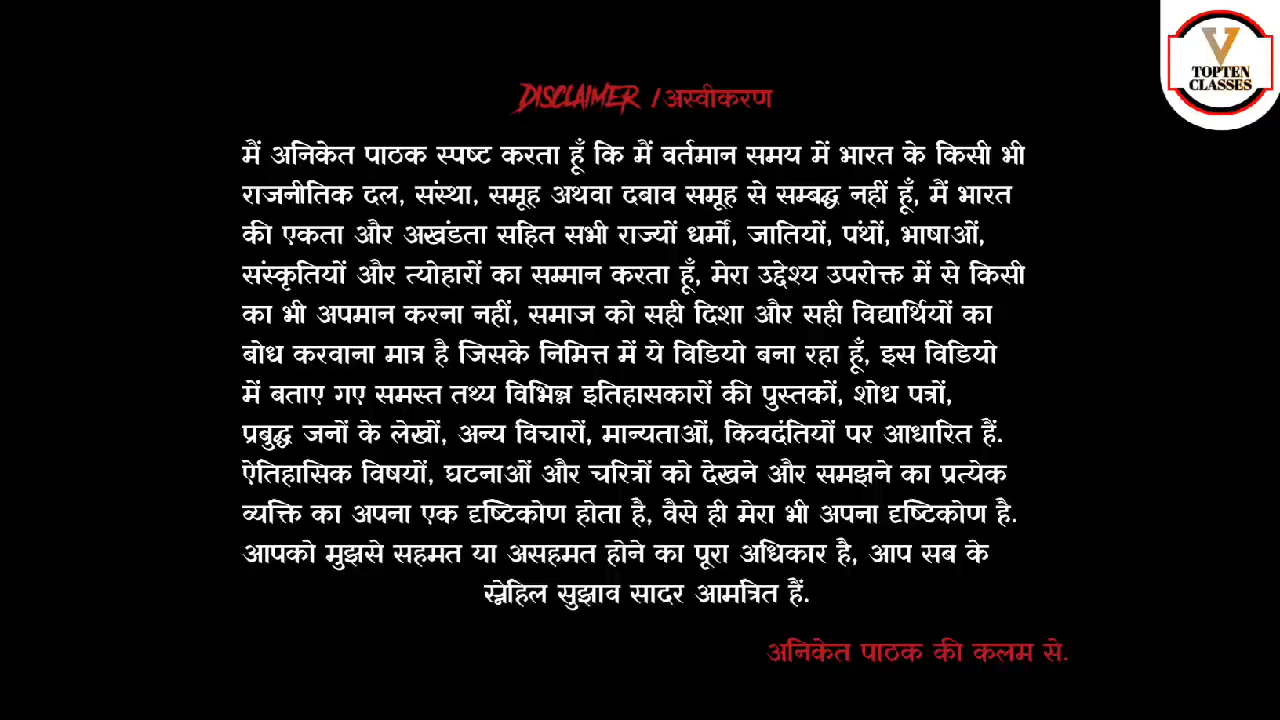 V
TOPTEN
CLASSES
DISCLAIMER / अस्वीकरण
मैं अनिकेत पाठक स्पष्ट करता हूँ कि मैं वर्तमान समय में भारत के किसी भी
राजनीतिक दल, संस्था, समूह अथवा दबाव समूह से सम्बद्ध नहीं हूँ, मैं भारत
की एकता और अखंडता सहित सभी राज्यों धर्मों, जातियों, पंथों, भाषाओं,
संस्कृतियों और त्योहारों का सम्मान करता हूँ, मेरा उद्देश्य उपरोक्त में से किसी
का भी अपमान करना नहीं, समाज को सही दिशा और सही विद्यार्थियों का
बोध करवाना मात्र है जिसके निमित्त में ये विडियो बना रहा हूँ, इस विडियो
में बताए गए समस्त तथ्य विभिन्न इतिहासकारों की पुस्तकों, शोध पत्रों,
प्रबुद्ध जनों के लेखों, अन्य विचारों, मान्यताओं, किवदंतियों पर आधारित हैं.
ऐतिहासिक विषयों, घटनाओं और चरित्रों को देखने और समझने का प्रत्येक
व्यक्ति का अपना एक दृष्टिकोण होता है, वैसे ही मेरा भी अपना दृष्टिकोण है.
आपको मुझसे सहमत या असहमत होने का पूरा अधिकार है, आप सब के
स्नेहिल सुझाव सादर आमत्रित हैं.
अनिकेत पाठक की कलम से.